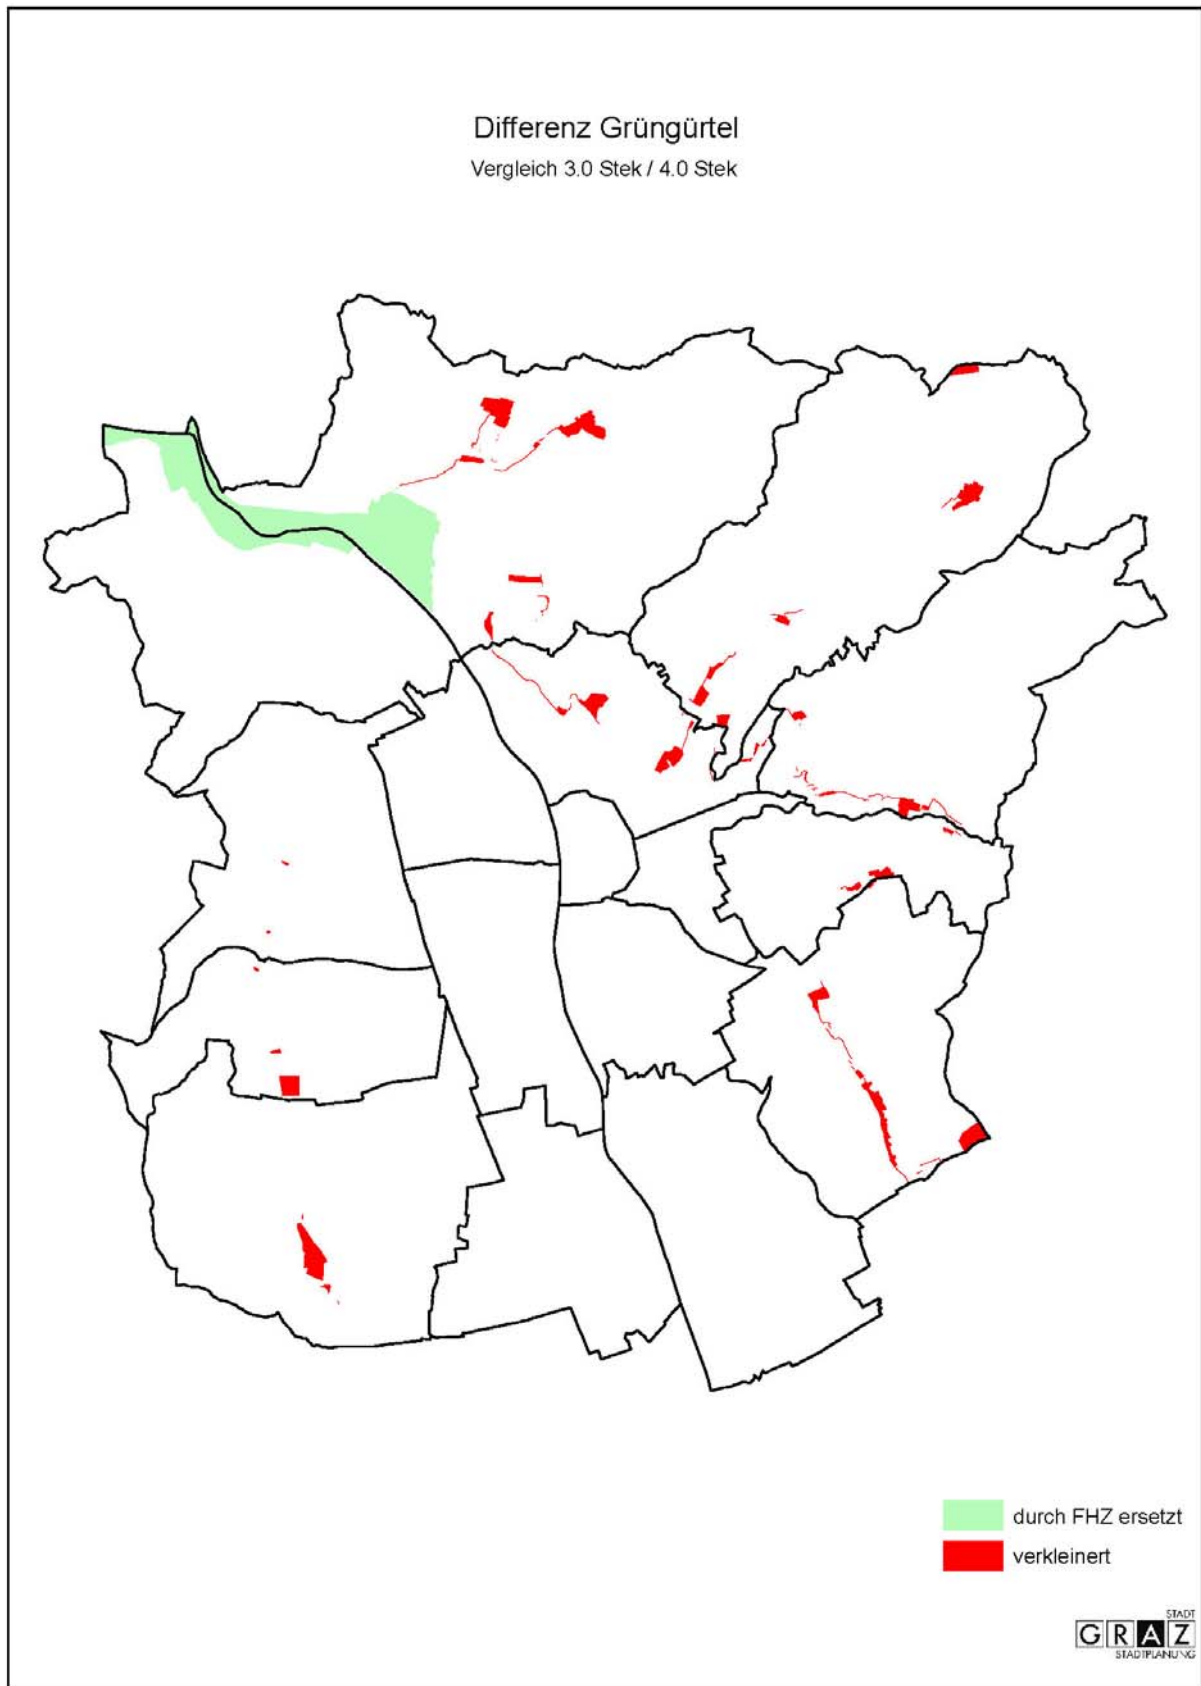 Differenz Grüngürtel
Vergleich 3.0 Stek / 4.0 Stek
durch FHZ ersetzt
verkleinert
STADT
GRAZ
STADTPLANUNG